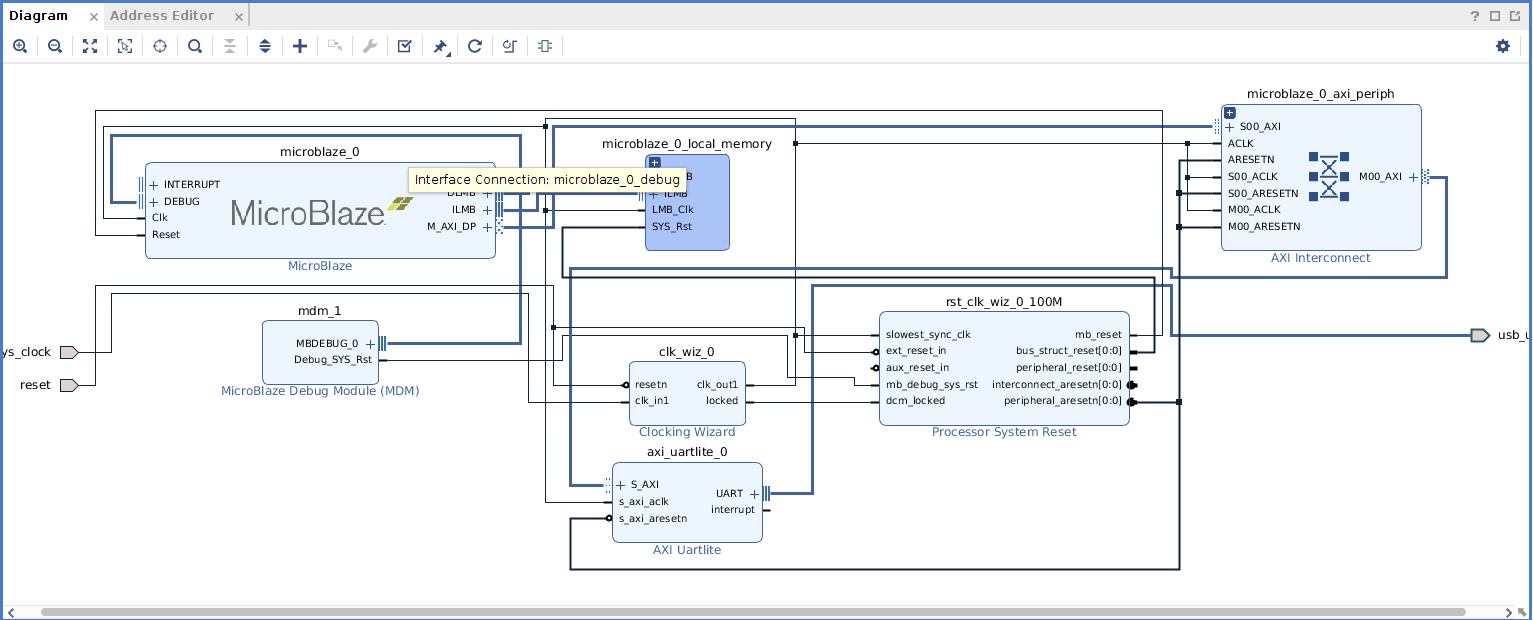 Diagram × Address Editor ×
?
microblaze_0_axi_periph
S00_AXI
ACLK
ARESETN
S00_ACLK
S00_ARESETN
M00_ACLK
M00_ARESETN
M00_AXI
AXI Interconnect
microblaze_0
INTERRUPT
DEBUG
Clk
Reset
MicroBlaze
DLMB
ILMB
M_AXI_DP
MicroBlaze
microblaze_0_local_memory
Interface Connection: microblaze_0_debug
B
ILMB
LMB_Clk
SYS_Rst
mdm_1
MBDEBUG_0
Debug_SYS_Rst
MicroBlaze Debug Module (MDM)
ys_clock
reset
clk_wiz_0
resetn
clk_in1
clk_out1
locked
Clocking Wizard
rst_clk_wiz_0_100M
slowest_sync_clk
ext_reset_in
aux_reset_in
mb_debug_sys_rst
dcm_locked
mb_reset
bus_struct_reset[0:0]
peripheral_reset[0:0]
interconnect_aresetn[0:0]
peripheral_aresetn[0:0]
Processor System Reset
usb_u
axi_uartlite_0
S_AXI
s_axi_aclk
s_axi_aresetn
UART
interrupt
AXI Uartlite